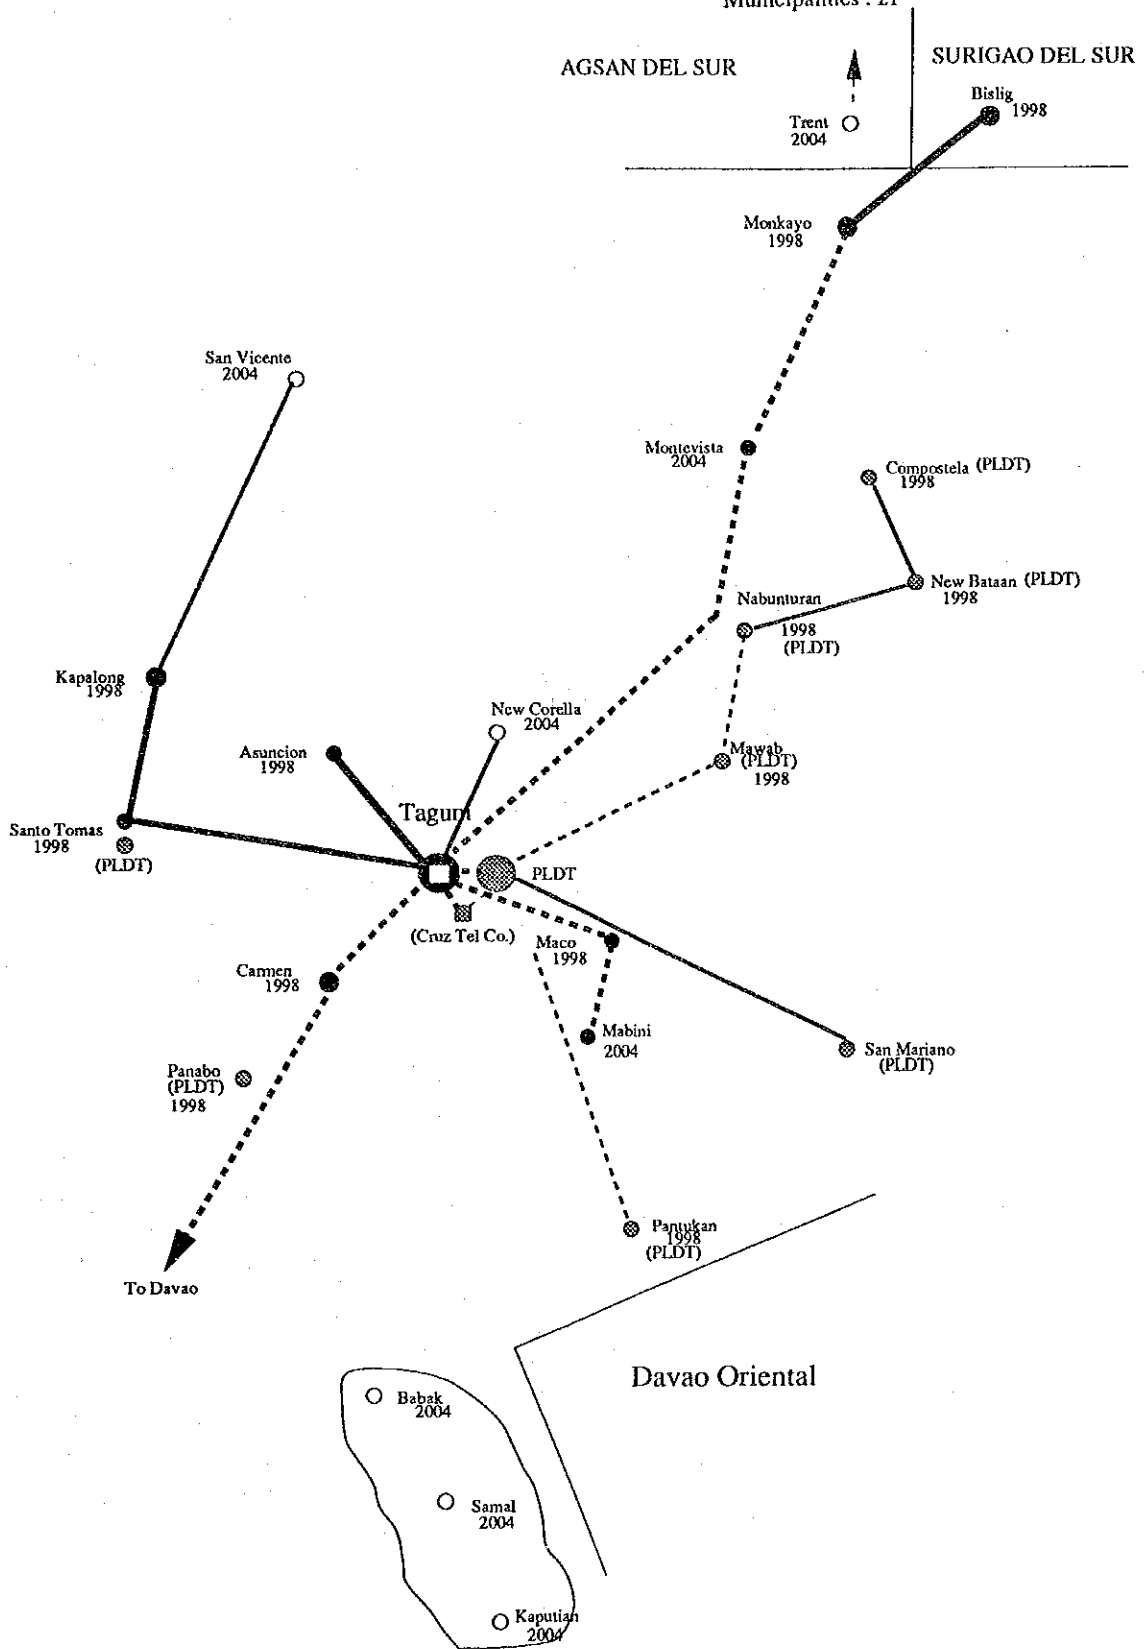 Municipalities : 21
AGSAN DEL SUR
SURIGAO DEL SUR
Bislig
1998
Trent
2004
Monkayo
1998
San Vicente
2004
Montevista
2004
Compostela (PLDT)
1998
New Bataan (PLDT)
1998
Nabunturan
1998
(PLDT)
Kapalong
1998
New Corella
2004
Asuncion
1998
Mawab
(PLDT)
1998
Tagum
Santo Tomas
1998
(PLDT)
PLDT
(Cruz Tel Co.)
Maco
1998
Carmen
1998
Mabini
2004
San Mariano
(PLDT)
Panabo
(PLDT)
1998
Pantukan
1998
(PLDT)
To Davao
Davao Oriental
Babak
2004
Samal
2004
Kaputian
2004